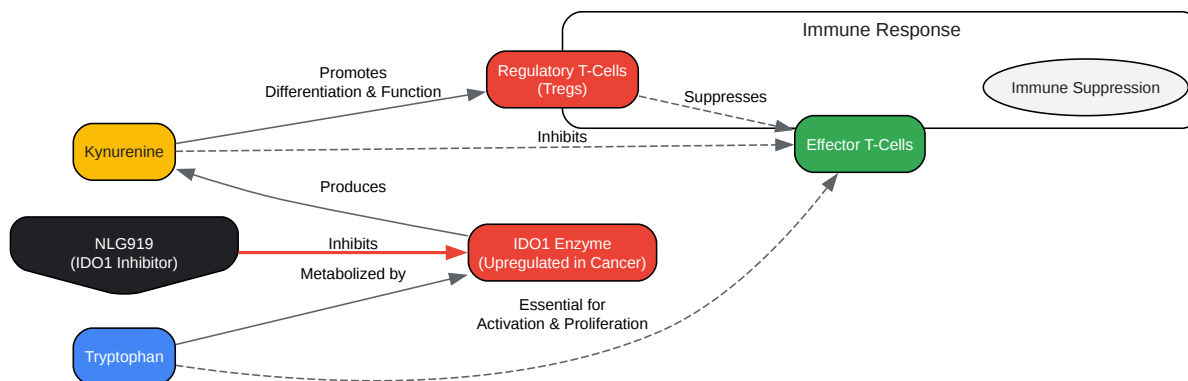 Immune Response
Regulatory T-Cells
(Tregs)
Immune Suppression
Promotes
Differentiation & Function
Suppresses
Inhibits
Effector T-Cells
Kynurenine
Produces
NLG919
(IDO1 Inhibitor)
Inhibits
IDO1 Enzyme
(Upregulated in Cancer)
Metabolized by
Essential for
Activation & Proliferation
Tryptophan